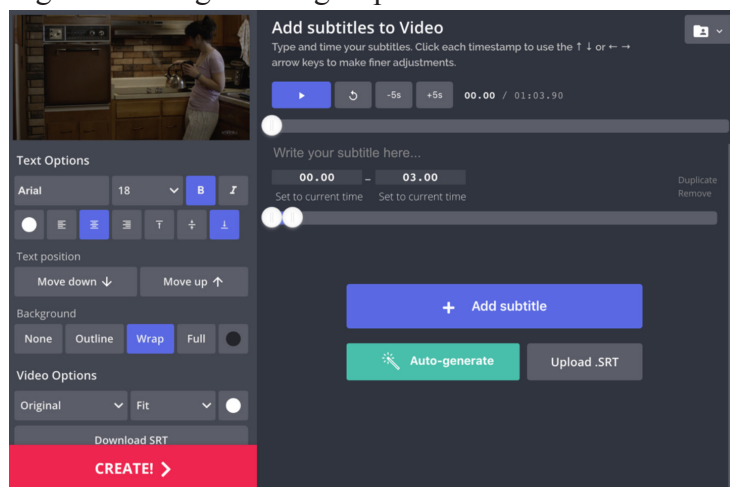 Add subtitles to Video
Type and time your subtitles. Click each timestamp to use the ↑ ↓ or ← →
arrow keys to make finer adjustments.
-5s +5s 00.00 / 01:03.90
Write your subtitle here...
00.00 – 03.00
Set to current time Set to current time
Duplicate
Remove
+ Add subtitle
Auto-generate Upload .SRT
Text Options
Arial 18 B I
Text position
Move down ↓ Move up ↑
Background
None Outline Wrap Full
Video Options
Original Fit
Download SRT
CREATE! >